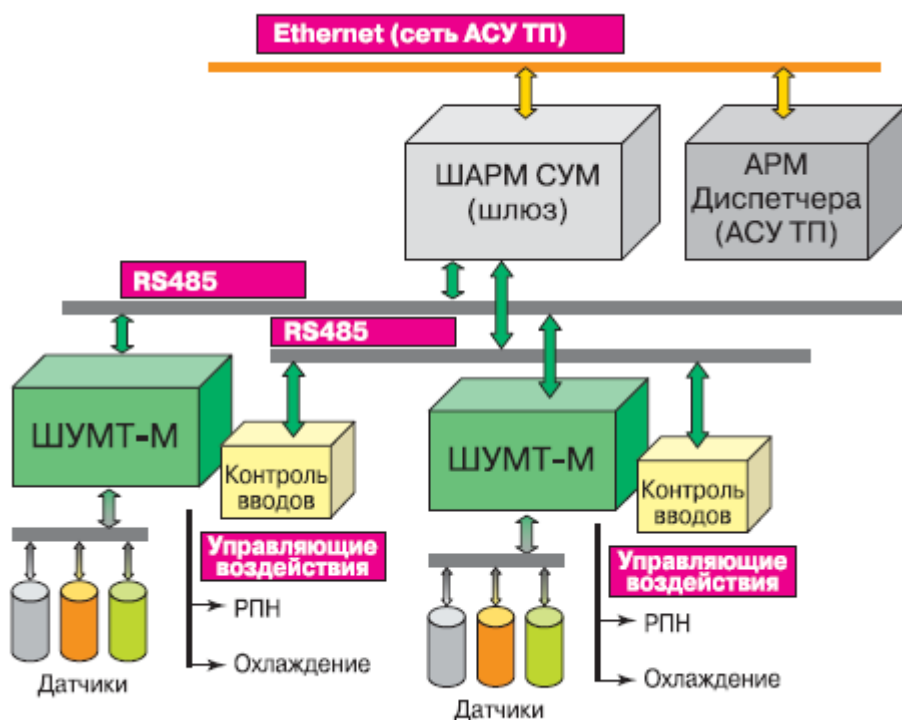 Ethernet (сеть АСУ ТП)
ШАРМ СУМ
(шлюз)
АРМ
Диспетчера
(АСУ ТП)
RS485
RS485
ШУМТ-М
Контроль
вводов
ШУМТ-М
Контроль
вводов
Управляющие
воздействия
РПН
Охлаждение
Датчики
Управляющие
воздействия
РПН
Охлаждение
Датчики